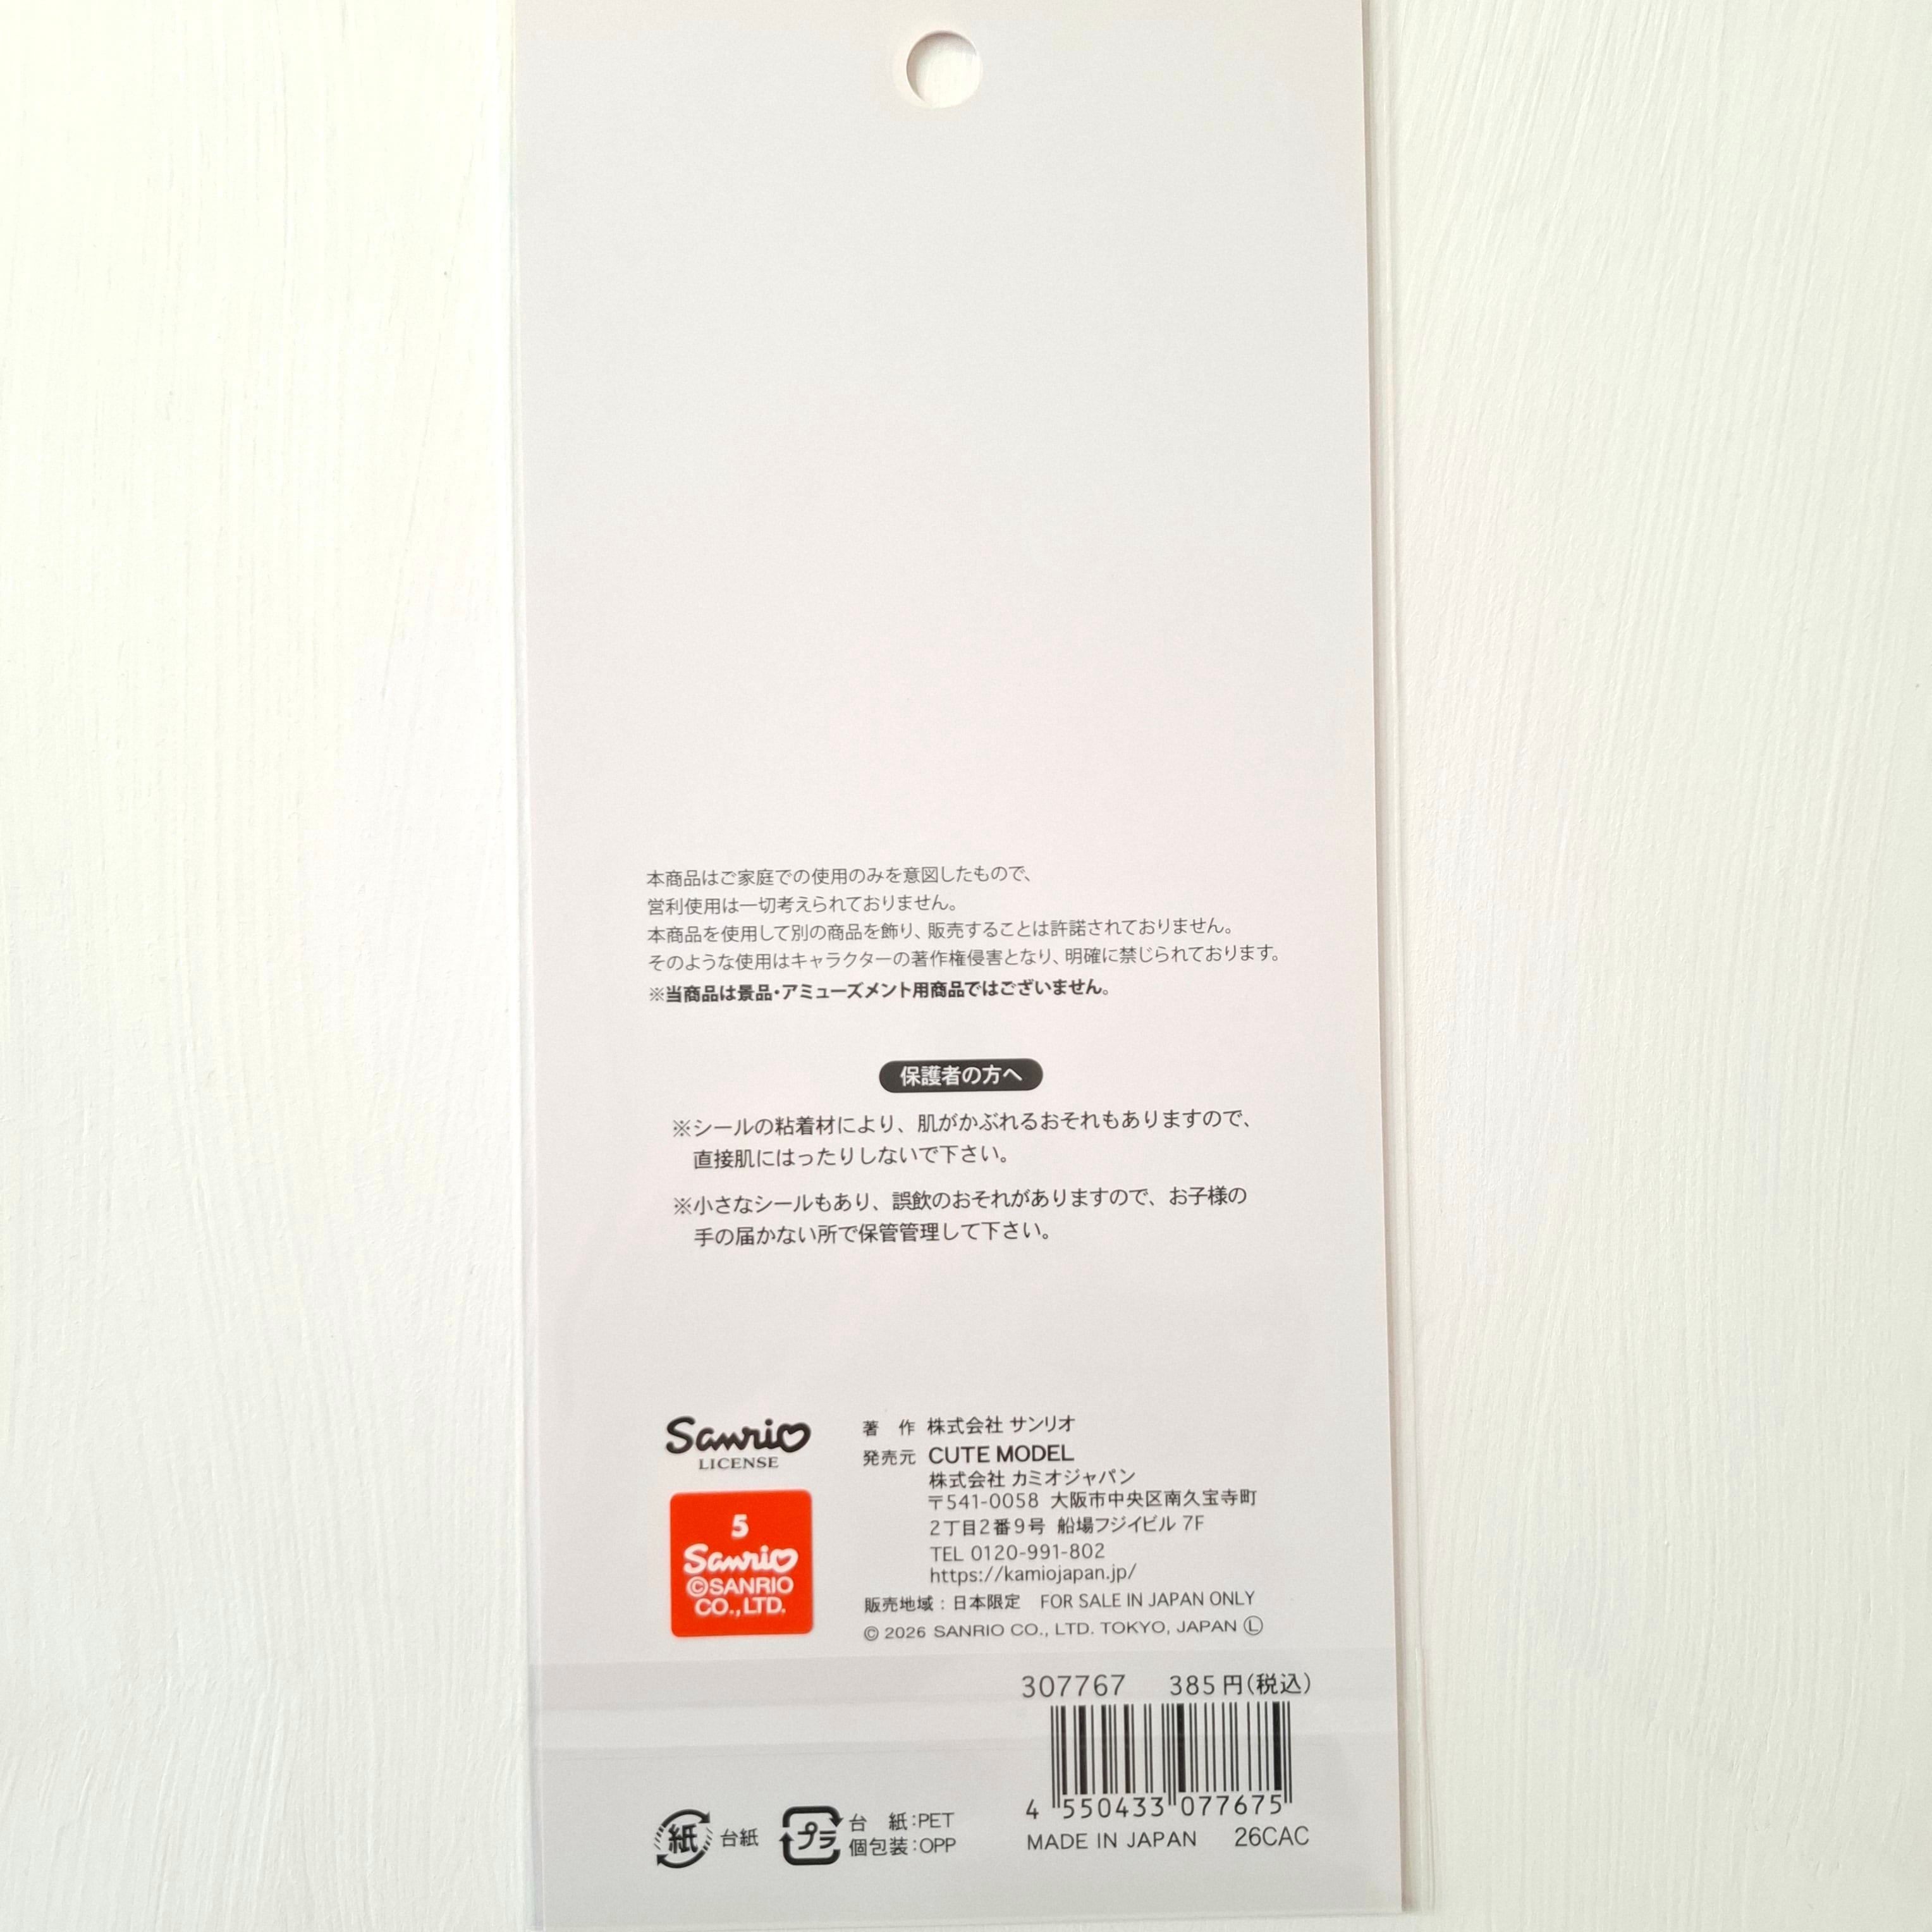 本商品はご家庭での使用のみを意図したもので、
営利使用は一切考えられておりません。
本商品を使用して別の商品を飾り、販売することは許諾されておりません。
そのような使用はキャラクターの著作権侵害となり、明確に禁じられております。
※当商品は景品・アミューズメント用商品ではございません。
保護者の方へ
※シールの粘着材により、肌がかぶれるおそれもありますので、
直接肌にはったりしないで下さい。
※小さなシールもあり、誤飲のおそれがありますので、お子様の
手の届かない所で保管管理して下さい。
Sanrio
LICENSE
5
Sanrio
©SANRIO
CO.,LTD.
著 作 株式会社 サンリオ
発売元 CUTE MODEL
株式会社 カミオジャパン
〒541-0058 大阪市中央区南久宝寺町
2丁目2番9号 船場フジイビル 7F
TEL 0120-991-802
https://kamiojapan.jp/
販売地域：日本限定 FOR SALE IN JAPAN ONLY
© 2026 SANRIO CO., LTD. TOKYO, JAPAN Ⓛ
307767 385円(税込)
4 550433 077675
MADE IN JAPAN 26CAC
紙 台紙
プラ 台 紙:PET
個包装:OPP